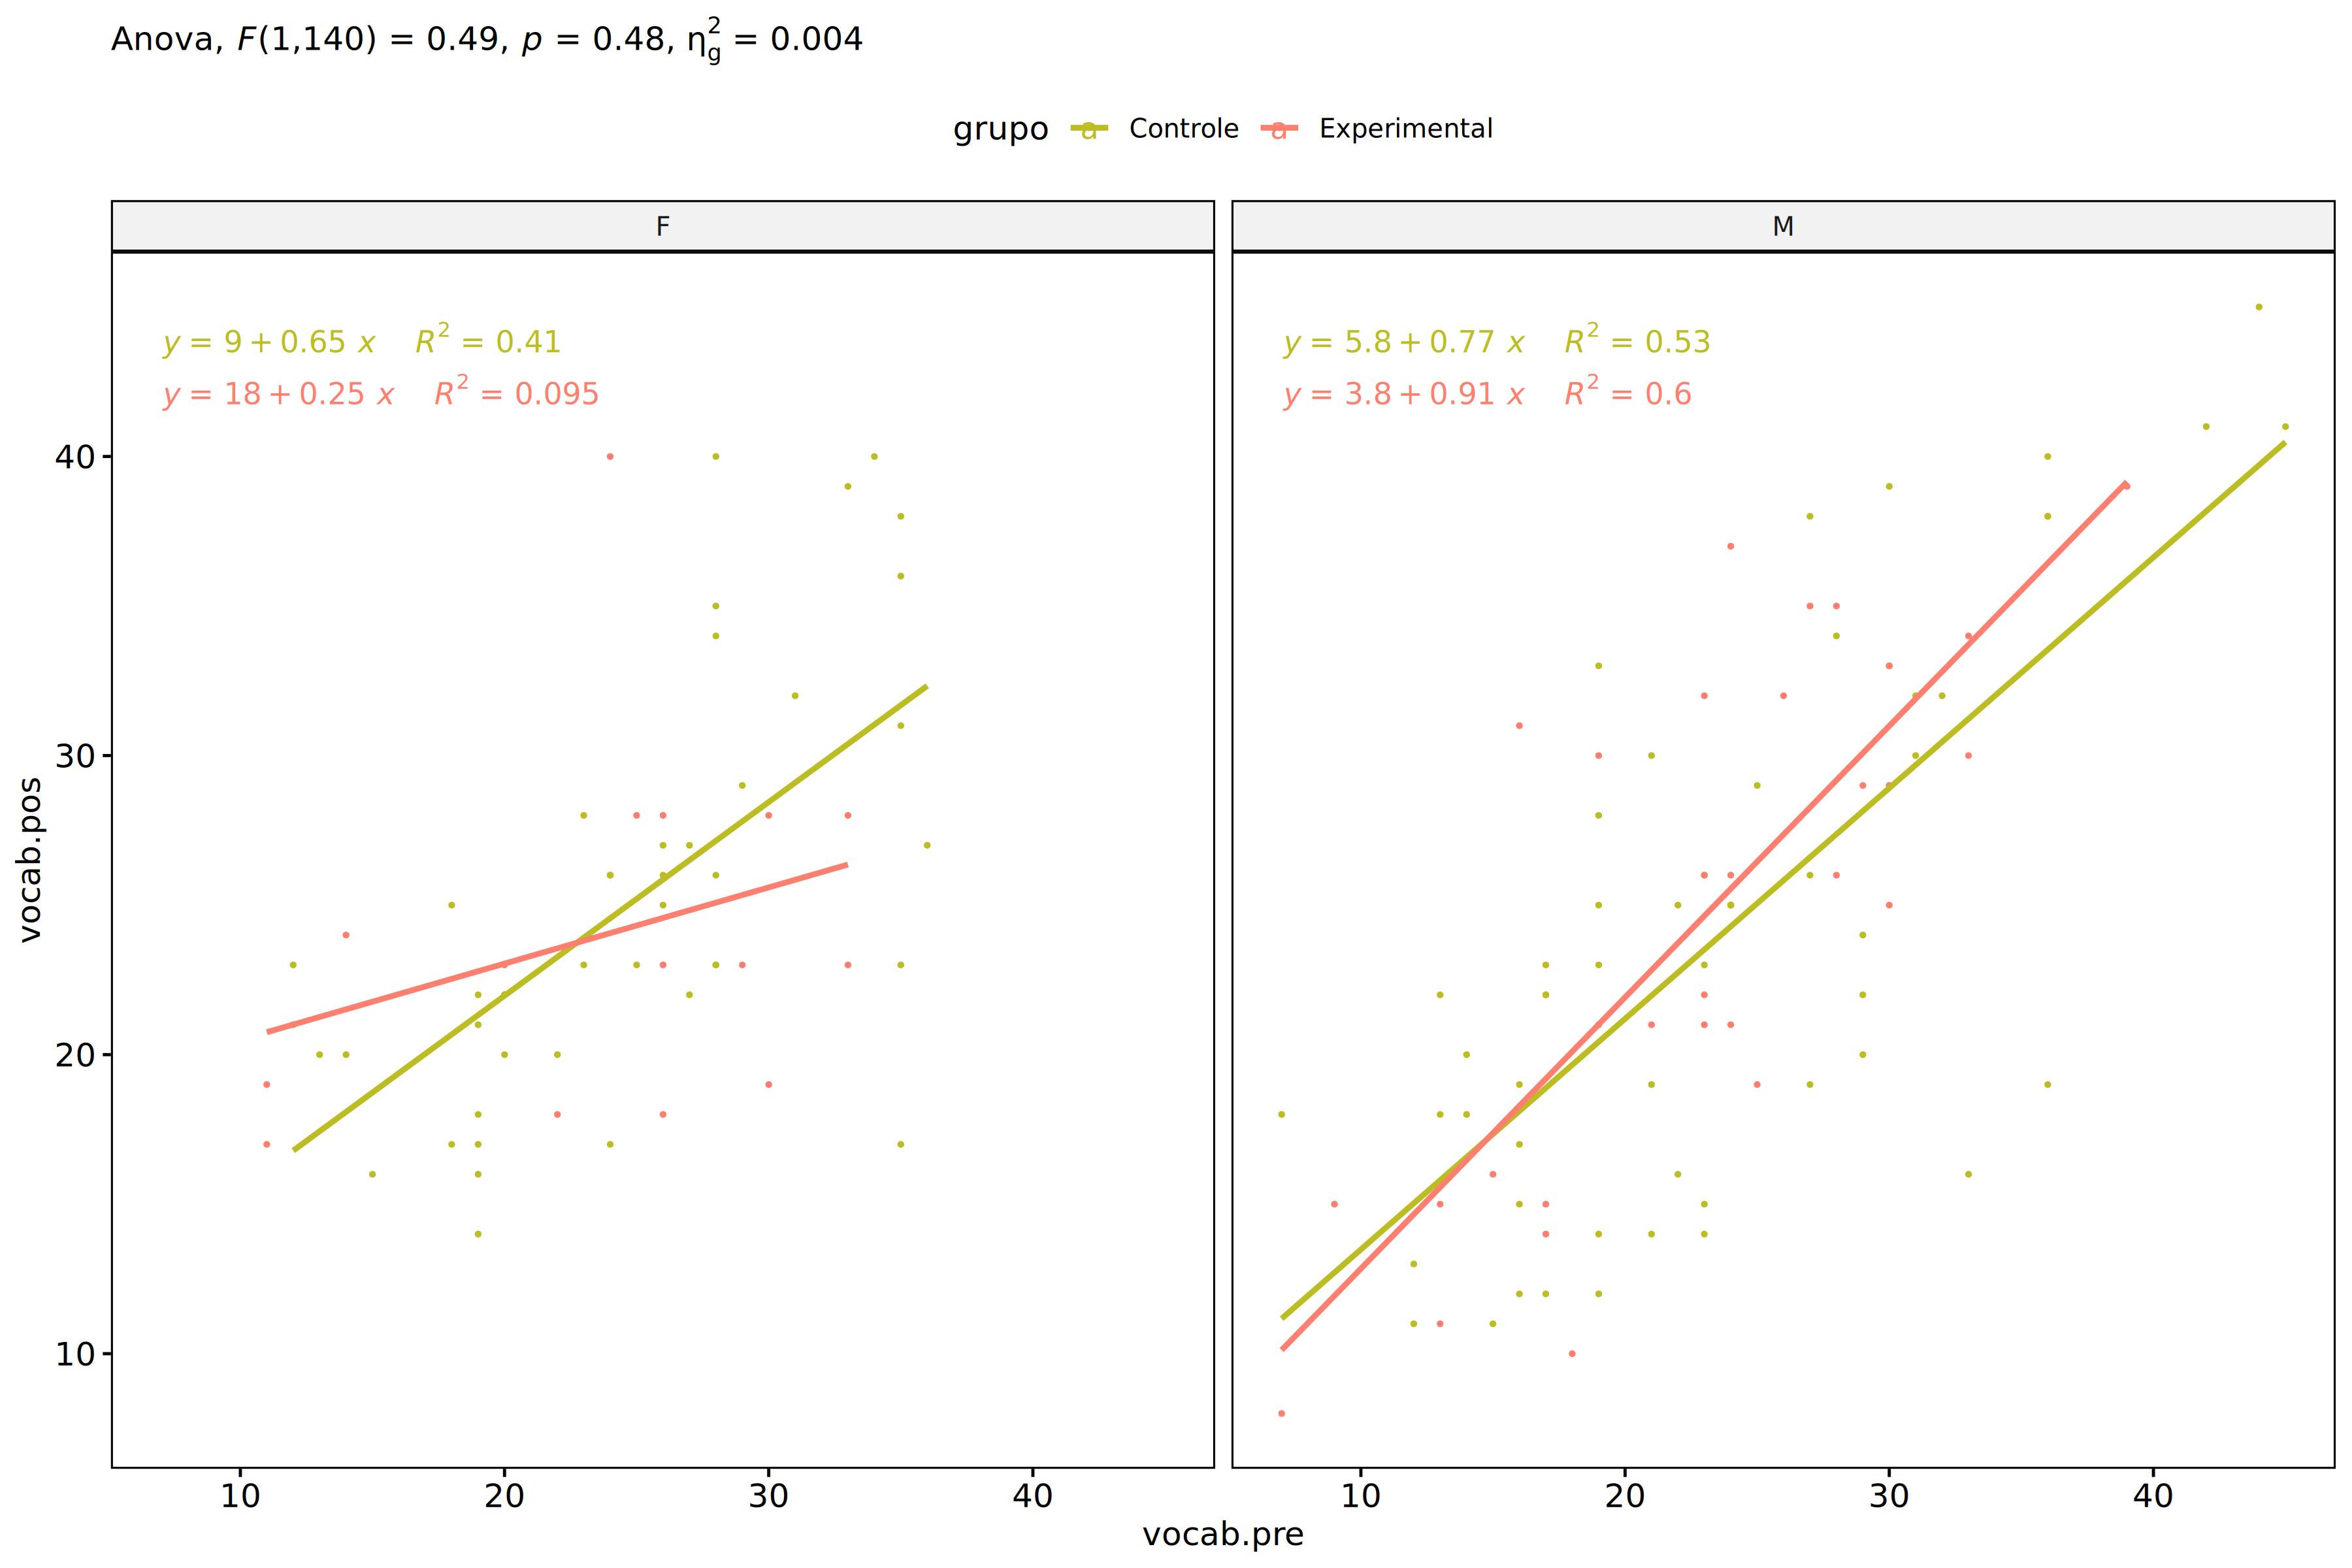 Anova, F(1,140) = 0.49, p = 0.48, η²g = 0.004
grupo a Controle a Experimental
F
M
y = 9 + 0.65 x R² = 0.41
y = 18 + 0.25 x R² = 0.095
y = 5.8 + 0.77 x R² = 0.53
y = 3.8 + 0.91 x R² = 0.6
40
30
20
10
vocab.pos
10 20 30 40
10 20 30 40
vocab.pre